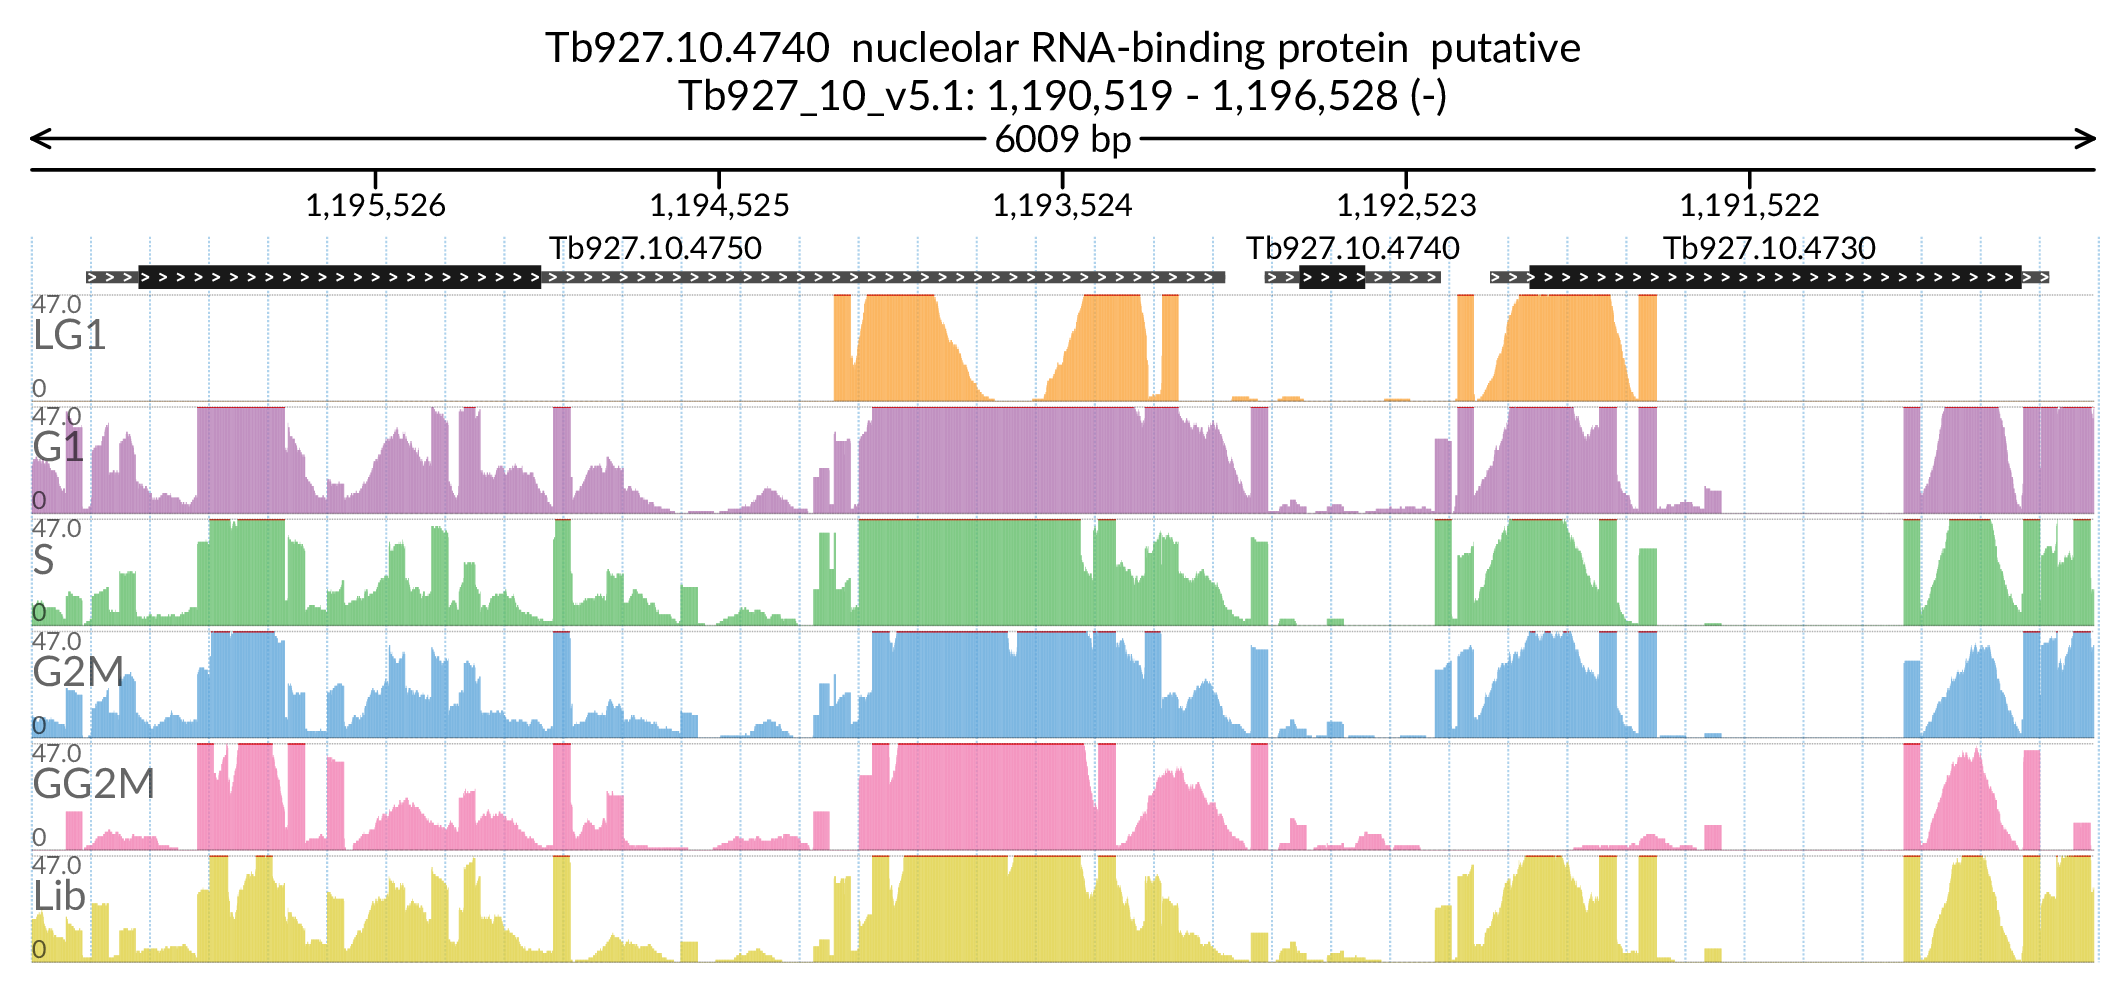 Tb927.10.4740 nucleolar RNA-binding protein putative
Tb927_10_v5.1: 1,190,519 - 1,196,528 (-)
6009 bp
1,195,526 1,194,525 1,193,524 1,192,523 1,191,522
Tb927.10.4750 Tb927.10.4740 Tb927.10.4730
47.0
LG1
0
47.0
G1
0
47.0
S
0
47.0
G2M
0
47.0
GG2M
0
47.0
Lib
0